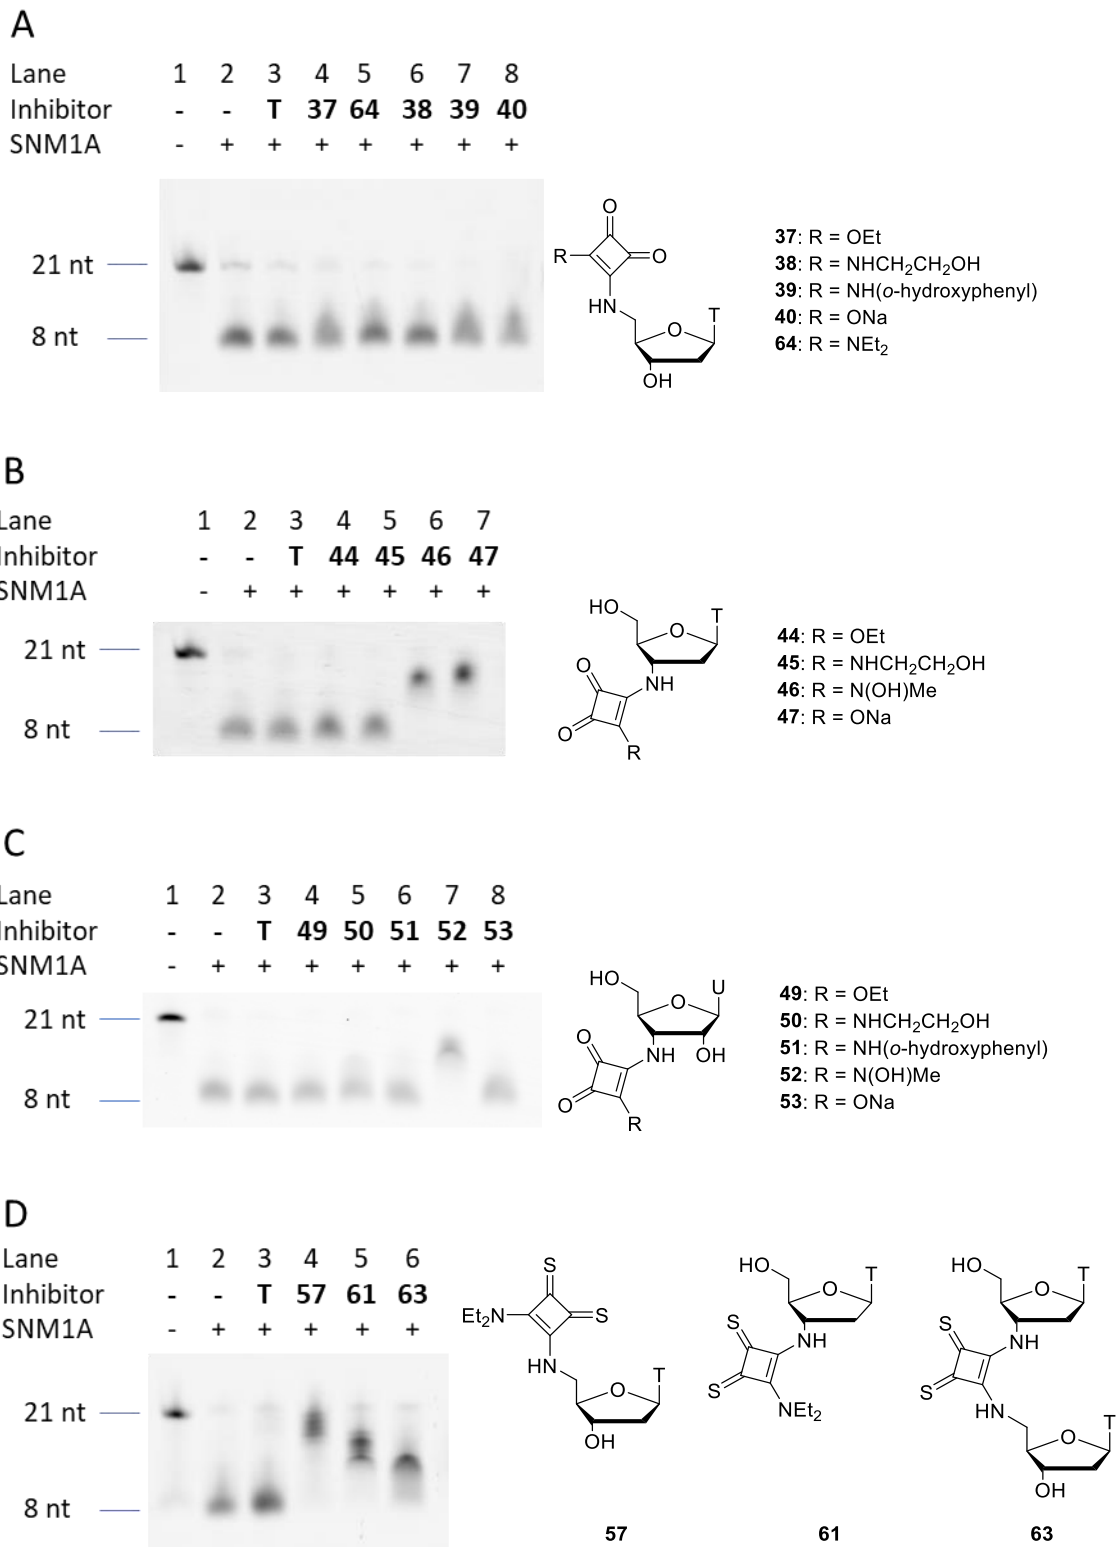 A
Lane 1 2 3 4 5 6 7 8
Inhibitor - - T 37 64 38 39 40
SNM1A - + + + + + + +
21 nt
8 nt
O
R
O
HN
O
T
OH
37: R = OEt
38: R = NHCH₂CH₂OH
39: R = NH(o-hydroxyphenyl)
40: R = ONa
64: R = NEt₂
B
Lane 1 2 3 4 5 6 7
Inhibitor - - T 44 45 46 47
SNM1A - + + + + + +
21 nt
8 nt
HO
O
T
O
NH
O
R
44: R = OEt
45: R = NHCH₂CH₂OH
46: R = N(OH)Me
47: R = ONa
C
Lane 1 2 3 4 5 6 7 8
Inhibitor - - T 49 50 51 52 53
SNM1A - + + + + + + +
21 nt
8 nt
HO
O
U
O
NH OH
O
R
49: R = OEt
50: R = NHCH₂CH₂OH
51: R = NH(o-hydroxyphenyl)
52: R = N(OH)Me
53: R = ONa
D
Lane 1 2 3 4 5 6
Inhibitor - - T 57 61 63
SNM1A - + + + + +
21 nt
8 nt
S
Et₂N
S
HN
O
T
OH
57
HO
O
T
S
NH
S
NEt₂
61
HO
O
T
S
NH
S
HN
O
T
OH
63